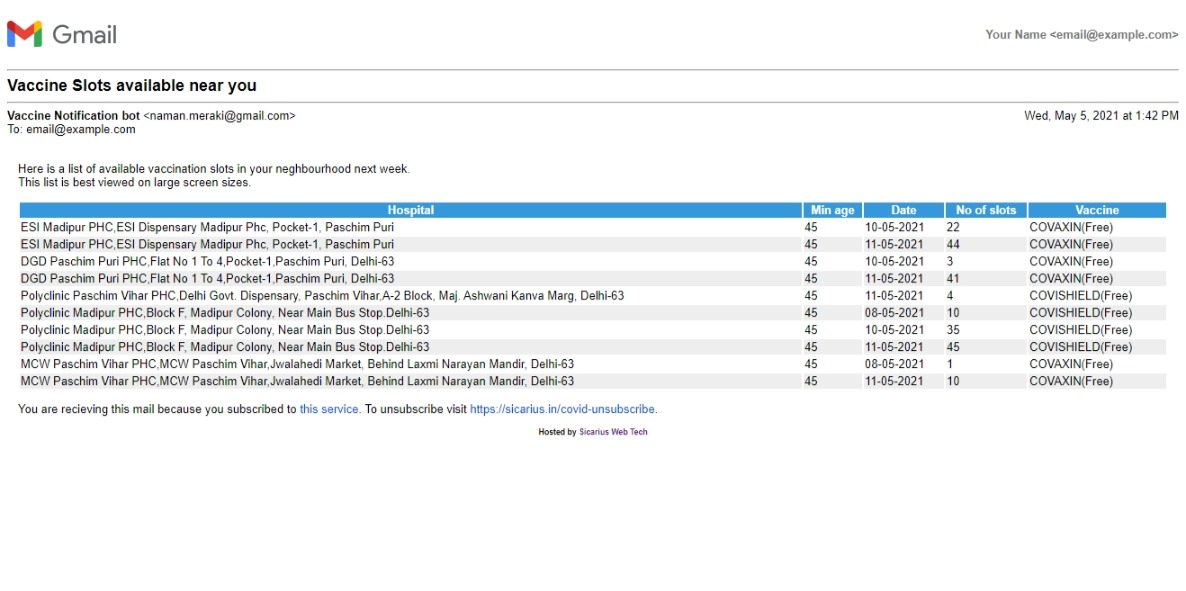 Gmail
Your Name <email@example.com>
Vaccine Slots available near you
Vaccine Notification bot <naman.meraki@gmail.com> Wed, May 5, 2021 at 1:42 PM
To: email@example.com
Here is a list of available vaccination slots in your neghbourhood next week.
This list is best viewed on large screen sizes.
Hospital Min age Date No of slots Vaccine
ESI Madipur PHC,ESI Dispensary Madipur Phc, Pocket-1, Paschim Puri 45 10-05-2021 22 COVAXIN(Free)
ESI Madipur PHC,ESI Dispensary Madipur Phc, Pocket-1, Paschim Puri 45 11-05-2021 44 COVAXIN(Free)
DGD Paschim Puri PHC,Flat No 1 To 4,Pocket-1,Paschim Puri, Delhi-63 45 10-05-2021 3 COVAXIN(Free)
DGD Paschim Puri PHC,Flat No 1 To 4,Pocket-1,Paschim Puri, Delhi-63 45 11-05-2021 41 COVAXIN(Free)
Polyclinic Paschim Vihar PHC,Delhi Govt. Dispensary, Paschim Vihar,A-2 Block, Maj. Ashwani Kanva Marg, Delhi-63 45 11-05-2021 4 COVISHIELD(Free)
Polyclinic Madipur PHC,Block F, Madipur Colony, Near Main Bus Stop.Delhi-63 45 08-05-2021 10 COVISHIELD(Free)
Polyclinic Madipur PHC,Block F, Madipur Colony, Near Main Bus Stop.Delhi-63 45 10-05-2021 35 COVISHIELD(Free)
Polyclinic Madipur PHC,Block F, Madipur Colony, Near Main Bus Stop.Delhi-63 45 11-05-2021 45 COVISHIELD(Free)
MCW Paschim Vihar PHC,MCW Paschim Vihar,Jwalahedi Market, Behind Laxmi Narayan Mandir, Delhi-63 45 08-05-2021 1 COVAXIN(Free)
MCW Paschim Vihar PHC,MCW Paschim Vihar,Jwalahedi Market, Behind Laxmi Narayan Mandir, Delhi-63 45 11-05-2021 10 COVAXIN(Free)
You are recieving this mail because you subscribed to this service. To unsubscribe visit https://sicarius.in/covid-unsubscribe.
Hosted by Sicarius Web Tech